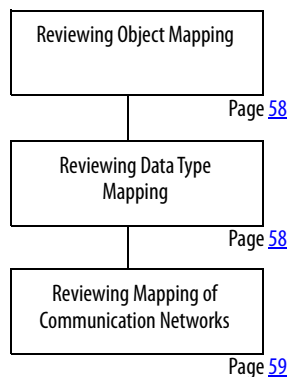 Reviewing Object Mapping
Page 58
Reviewing Data Type
Mapping
Page 58
Reviewing Mapping of
Communication Networks
Page 59